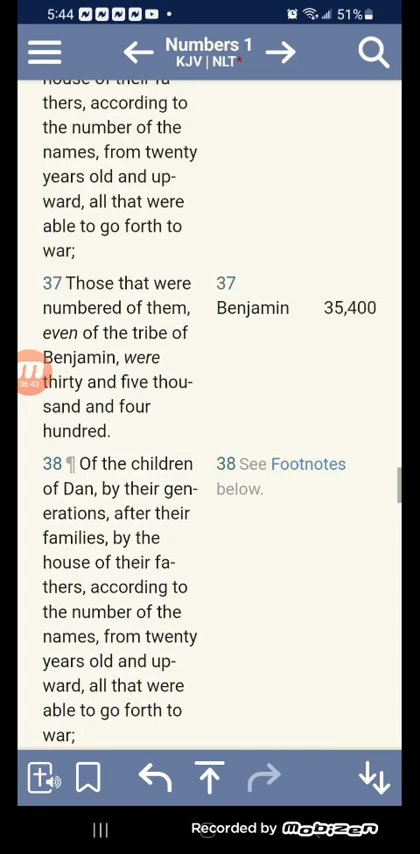 5:44 N N N N 51%
Numbers 1
KJV | NLT*
house of their fa-
thers, according to
the number of the
names, from twenty
years old and up-
ward, all that were
able to go forth to
war;
37 Those that were
numbered of them,
even of the tribe of
Benjamin, were
thirty and five thou-
sand and four
hundred.
38 ¶ Of the children
of Dan, by their gen-
erations, after their
families, by the
house of their fa-
thers, according to
the number of the
names, from twenty
years old and up-
ward, all that were
able to go forth to
war;
37
Benjamin 35,400
38 See Footnotes
below.
m
06:43
Recorded by mobizen